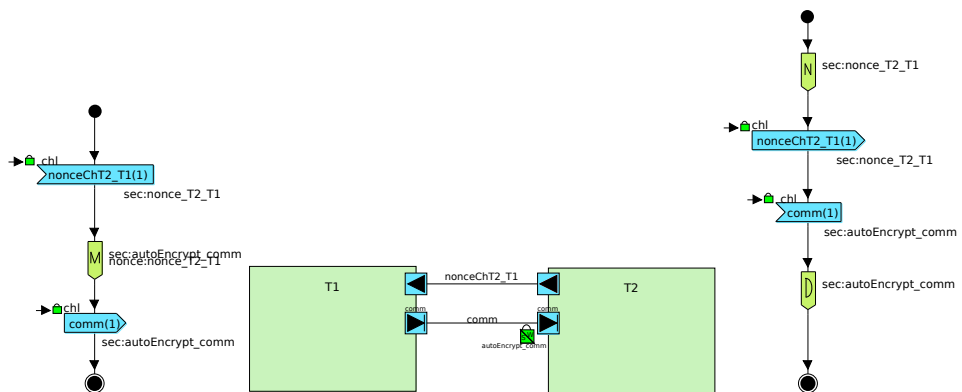 chl
nonceChT2_T1(1)
sec:nonce_T2_T1
M
sec:autoEncrypt_comm
nonce:nonce_T2_T1
chl
comm(1)
sec:autoEncrypt_comm
T1
nonceChT2_T1
comm
comm
comm
autoEncrypt_comm
T2
N
sec:nonce_T2_T1
chl
nonceChT2_T1(1)
sec:nonce_T2_T1
chl
comm(1)
sec:autoEncrypt_comm
D
sec:autoEncrypt_comm